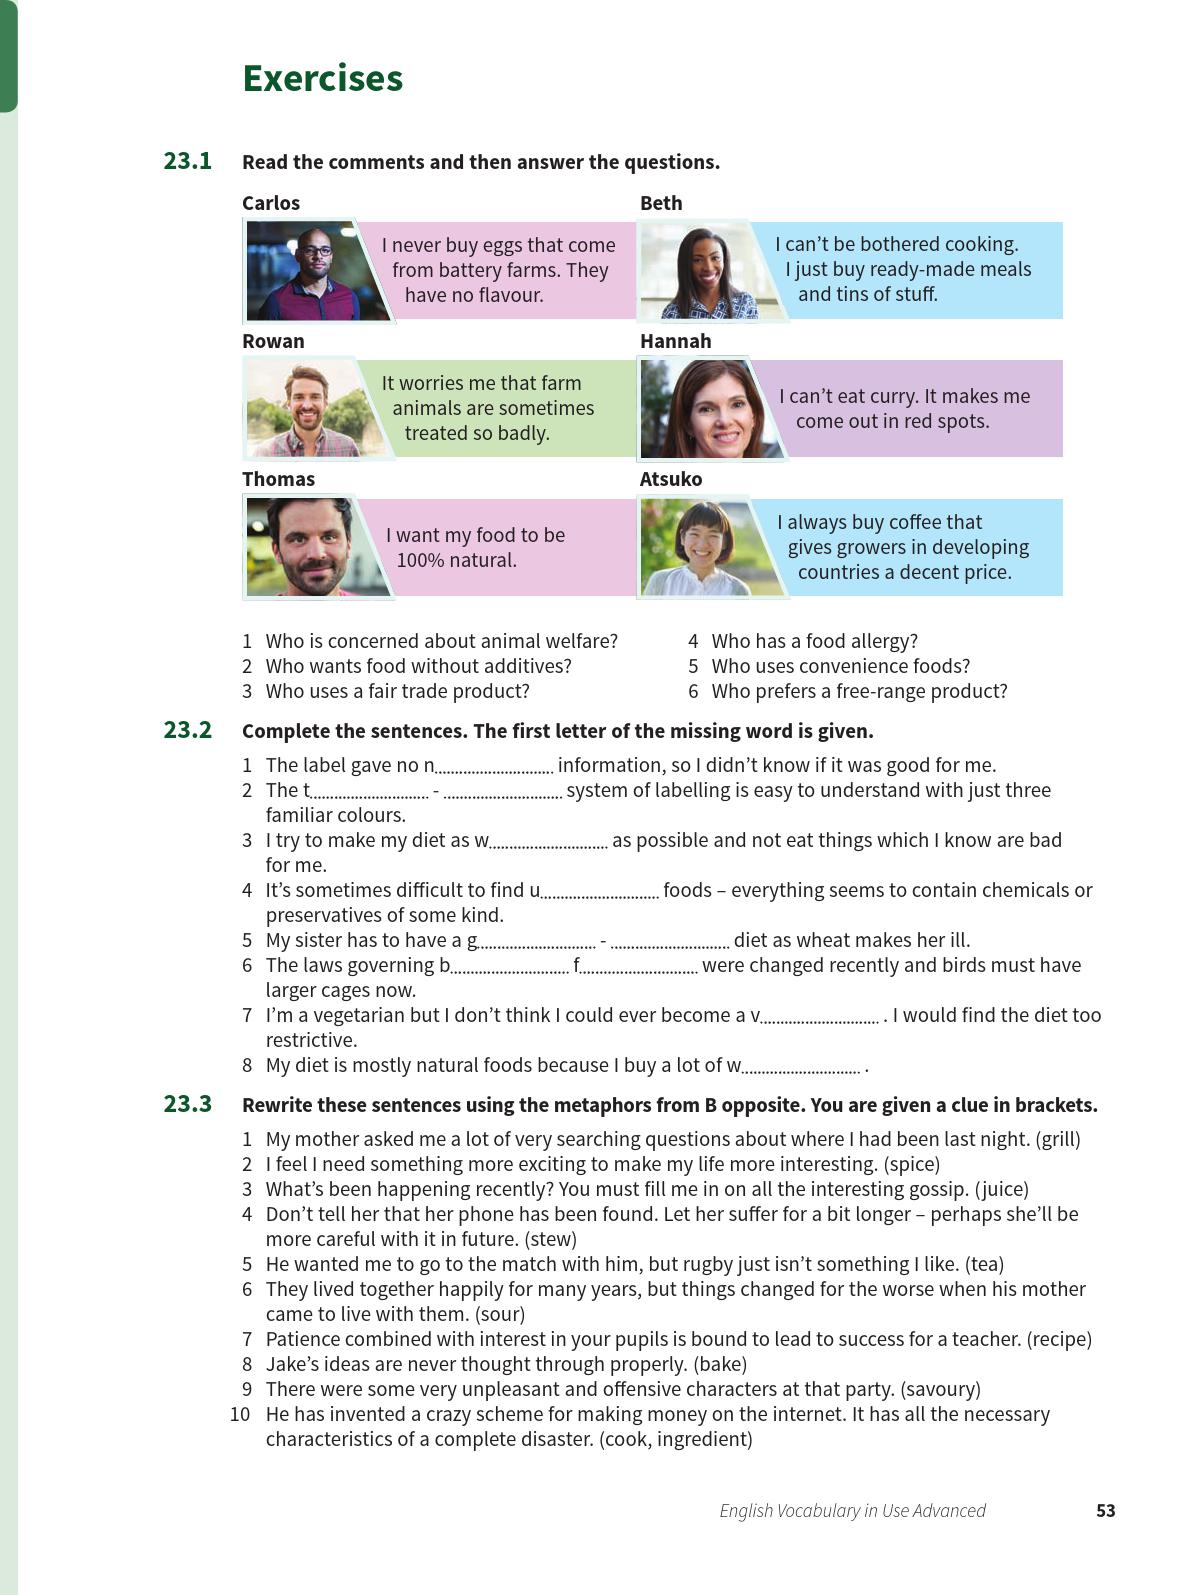 Exercises
23.1 Read the comments and then answer the questions.
Carlos
I never buy eggs that come
from battery farms. They
have no flavour.
Beth
I can’t be bothered cooking.
I just buy ready-made meals
and tins of stuff.
Rowan
It worries me that farm
animals are sometimes
treated so badly.
Hannah
I can’t eat curry. It makes me
come out in red spots.
Thomas
I want my food to be
100% natural.
Atsuko
I always buy coffee that
gives growers in developing
countries a decent price.
1 Who is concerned about animal welfare?
2 Who wants food without additives?
3 Who uses a fair trade product?
4 Who has a food allergy?
5 Who uses convenience foods?
6 Who prefers a free-range product?
23.2 Complete the sentences. The first letter of the missing word is given.
1 The label gave no n............................ information, so I didn’t know if it was good for me.
2 The t............................ - ............................ system of labelling is easy to understand with just three
familiar colours.
3 I try to make my diet as w............................ as possible and not eat things which I know are bad
for me.
4 It’s sometimes difficult to find u............................ foods – everything seems to contain chemicals or
preservatives of some kind.
5 My sister has to have a g............................ - ............................ diet as wheat makes her ill.
6 The laws governing b............................ f............................ were changed recently and birds must have
larger cages now.
7 I’m a vegetarian but I don’t think I could ever become a v............................ . I would find the diet too
restrictive.
8 My diet is mostly natural foods because I buy a lot of w............................ .
23.3 Rewrite these sentences using the metaphors from B opposite. You are given a clue in brackets.
1 My mother asked me a lot of very searching questions about where I had been last night. (grill)
2 I feel I need something more exciting to make my life more interesting. (spice)
3 What’s been happening recently? You must fill me in on all the interesting gossip. (juice)
4 Don’t tell her that her phone has been found. Let her suffer for a bit longer – perhaps she’ll be
more careful with it in future. (stew)
5 He wanted me to go to the match with him, but rugby just isn’t something I like. (tea)
6 They lived together happily for many years, but things changed for the worse when his mother
came to live with them. (sour)
7 Patience combined with interest in your pupils is bound to lead to success for a teacher. (recipe)
8 Jake’s ideas are never thought through properly. (bake)
9 There were some very unpleasant and offensive characters at that party. (savoury)
10 He has invented a crazy scheme for making money on the internet. It has all the necessary
characteristics of a complete disaster. (cook, ingredient)
English Vocabulary in Use Advanced 53